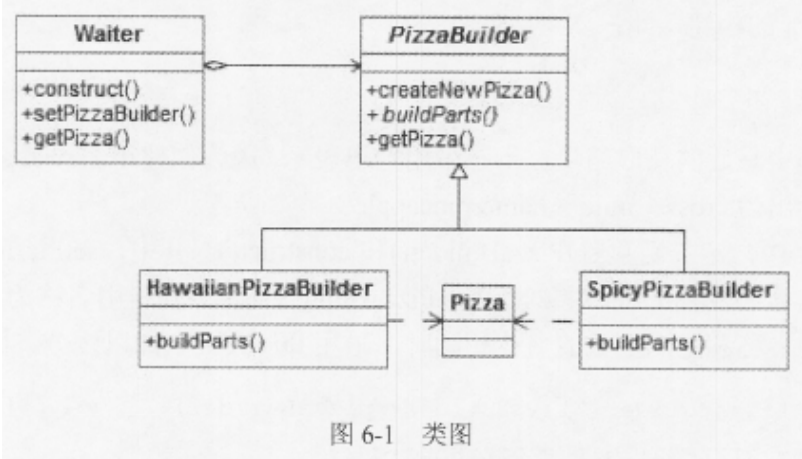 Waiter
+construct()
+setPizzaBuilder()
+getPizza()
PizzaBuilder
+createNewPizza()
+ buildParts()
+getPizza()
HawaiianPizzaBuilder
+buildParts()
Pizza
SpicyPizzaBuilder
+buildParts()
图 6-1 类图